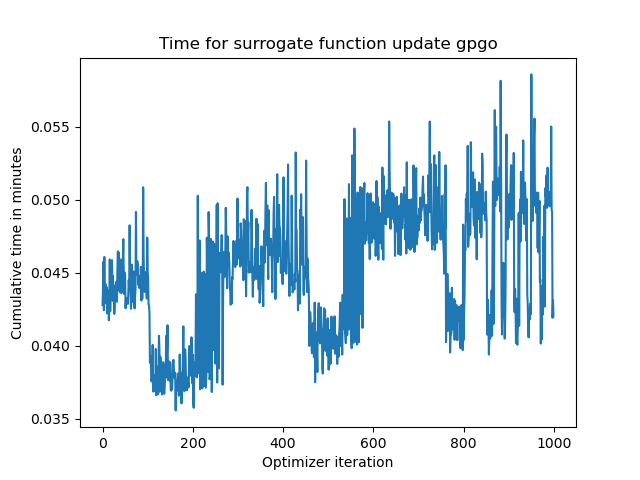 Time for surrogate function update gpgo
Cumulative time in minutes
0.055
0.050
0.045
0.040
0.035
0 200 400 600 800 1000
Optimizer iteration